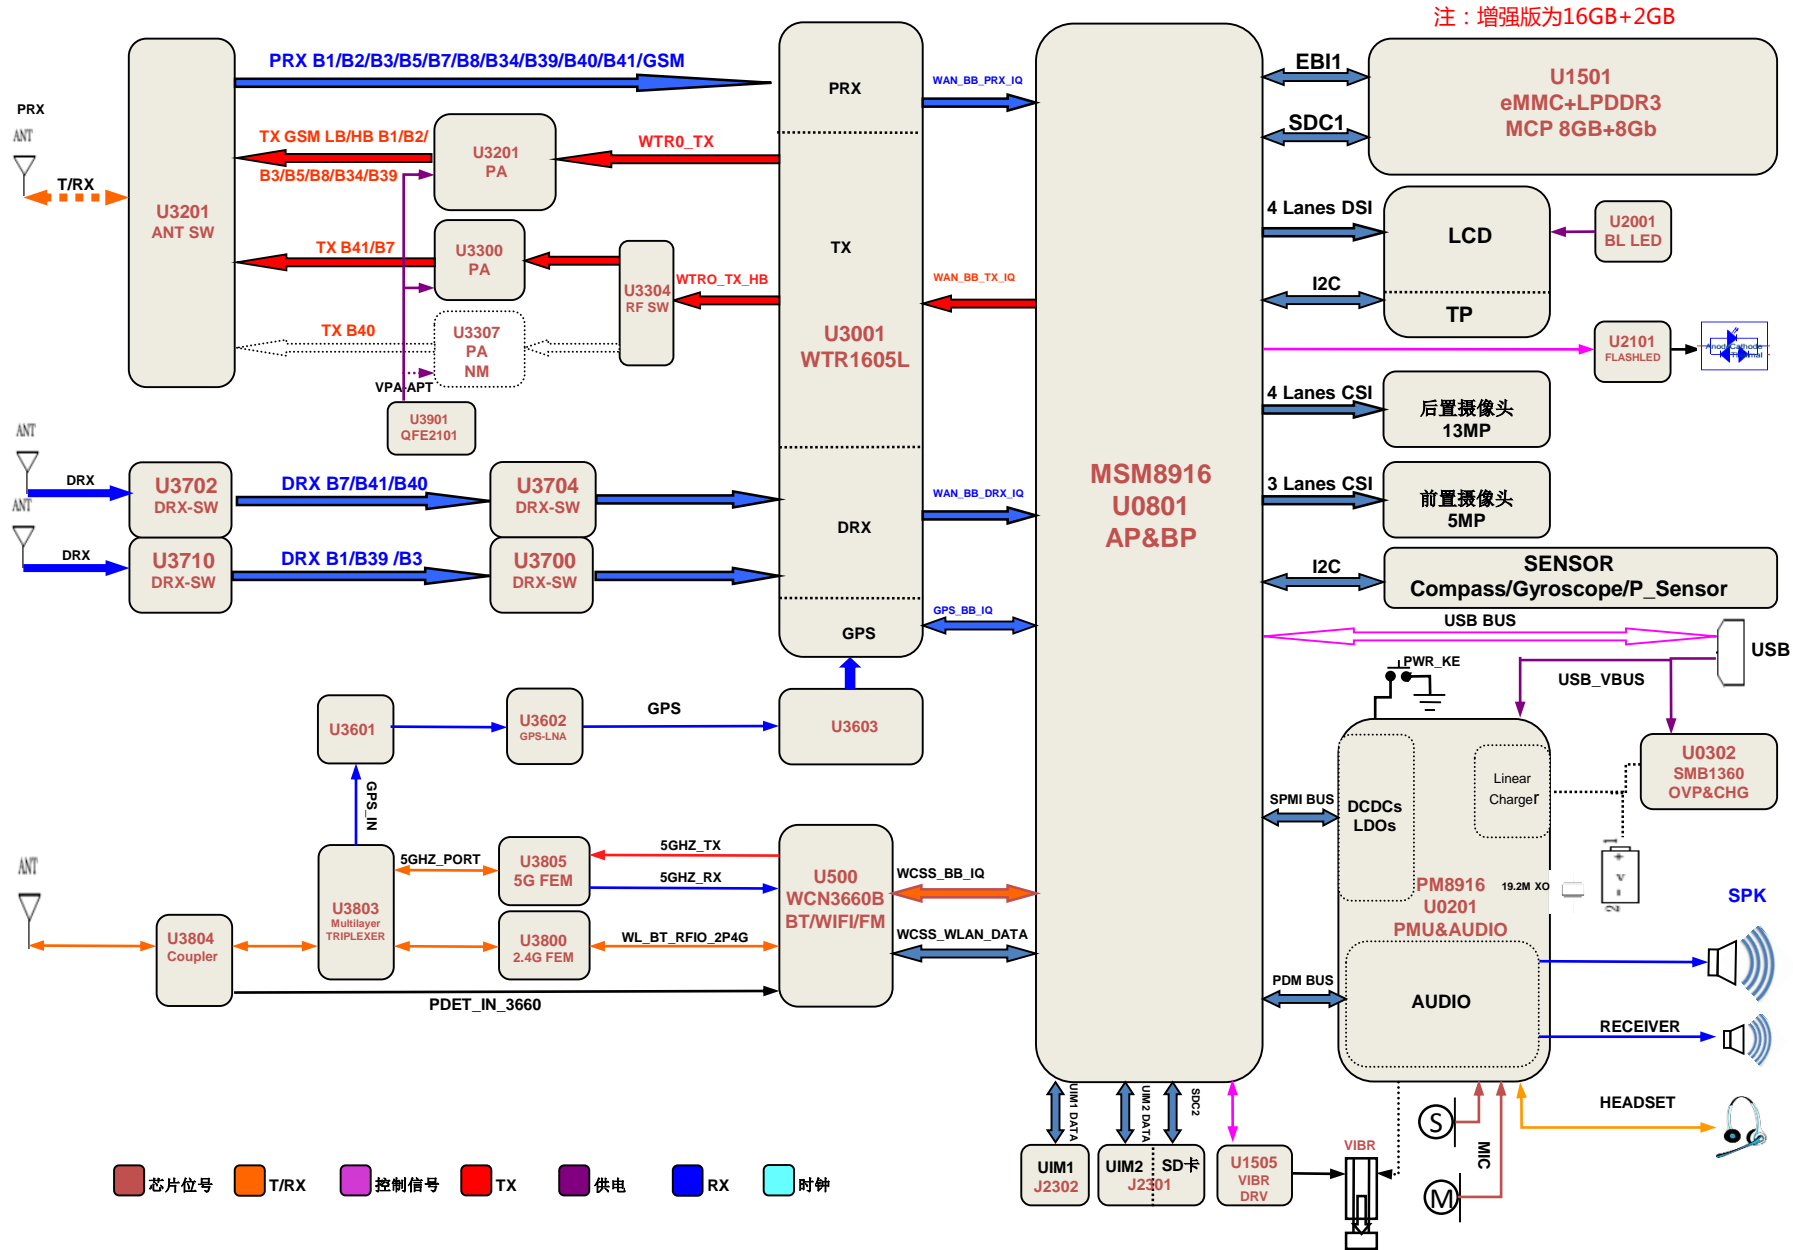 注：增强版为16GB+2GB
PRX B1/B2/B3/B5/B7/B8/B34/B39/B40/B41/GSM
PRX
WAN_BB_PRX_IQ
EBI1
U1501
eMMC+LPDDR3
MCP 8GB+8Gb
SDC1
PRX
ANT
T/RX
U3201
ANT SW
TX GSM LB/HB B1/B2/
B3/B5/B8/B34/B39
U3201
PA
WTR0_TX
TX B41/B7
U3300
PA
U3304
RF SW
WTRO_TX_HB
TX
WAN_BB_TX_IQ
U3001
WTR1605L
TX B40
U3307
PA
NM
VPA-APT
U3901
QFE2101
4 Lanes DSI
LCD
U2001
BL LED
I2C
TP
U2101
FLASHLED
4 Lanes CSI
后置摄像头
13MP
3 Lanes CSI
前置摄像头
5MP
MSM8916
U0801
AP&BP
ANT
DRX
U3702
DRX-SW
DRX B7/B41/B40
U3704
DRX-SW
DRX
WAN_BB_DRX_IQ
ANT
DRX
U3710
DRX-SW
DRX B1/B39 /B3
U3700
DRX-SW
I2C
SENSOR
Compass/Gyroscope/P_Sensor
GPS
GPS_BB_IQ
USB BUS
USB
USB_VBUS
PWR_KE
U3601
U3602
GPS-LNA
GPS
U3603
GPS_IN
U0302
SMB1360
OVP&CHG
Linear
Charger
SPMI BUS
DCDCs
LDOs
1
+
V
-
2
19.2M XO
PM8916
U0201
PMU&AUDIO
SPK
ANT
U3804
Coupler
U3803
Multilayer
TRIPLEXER
5GHZ_PORT
U3805
5G FEM
5GHZ_TX
5GHZ_RX
U500
WCN3660B
BT/WIFI/FM
WCSS_BB_IQ
U3800
2.4G FEM
WL_BT_RFIO_2P4G
WCSS_WLAN_DATA
PDET_IN_3660
PDM BUS
AUDIO
RECEIVER
HEADSET
UIM1 DATA
UIM2 DATA
SDC2
S
MIC
M
VIBR
UIM1
J2302
UIM2
SD卡
J2301
U1505
VIBR
DRV
芯片位号
T/RX
控制信号
TX
供电
RX
时钟